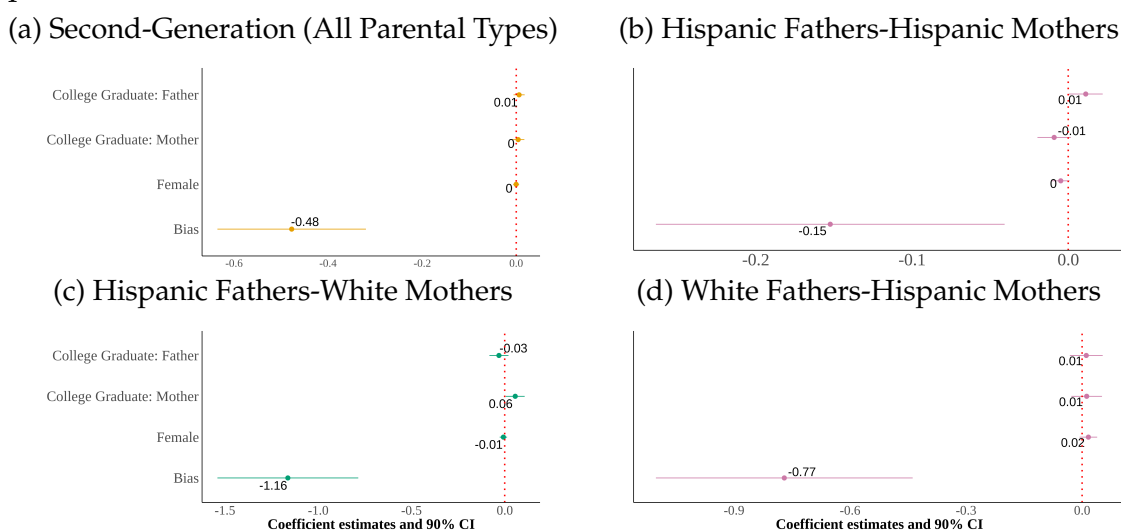 (a) Second-Generation (All Parental Types)
College Graduate: Father
College Graduate: Mother
Female
Bias
0.01
0
0
-0.48
-0.6 -0.4 -0.2 0.0
(b) Hispanic Fathers-Hispanic Mothers
0.01
-0.01
0
-0.15
-0.2 -0.1 0.0
(c) Hispanic Fathers-White Mothers
College Graduate: Father
College Graduate: Mother
Female
Bias
-0.03
0.06
-0.01
-1.16
-1.5 -1.0 -0.5 0.0
Coefficient estimates and 90% CI
(d) White Fathers-Hispanic Mothers
0.01
0.01
0.02
-0.77
-0.9 -0.6 -0.3 0.0
Coefficient estimates and 90% CI